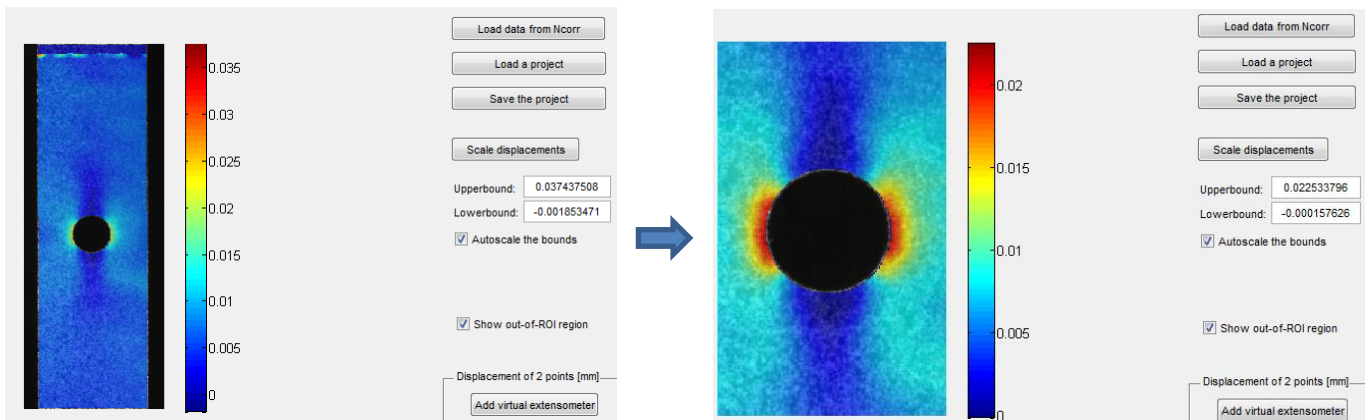 Load data from Ncorr
Load a project
Save the project
Scale displacements
Upperbound: 0.037437508
Lowerbound: -0.001853471
Autoscale the bounds
Show out-of-ROI region
Displacement of 2 points [mm]
Add virtual extensometer
0.035
0.03
0.025
0.02
0.015
0.01
0.005
0
Load data from Ncorr
Load a project
Save the project
Scale displacements
Upperbound: 0.022533796
Lowerbound: -0.000157626
Autoscale the bounds
Show out-of-ROI region
Displacement of 2 points [mm]
Add virtual extensometer
0.02
0.015
0.01
0.005
0